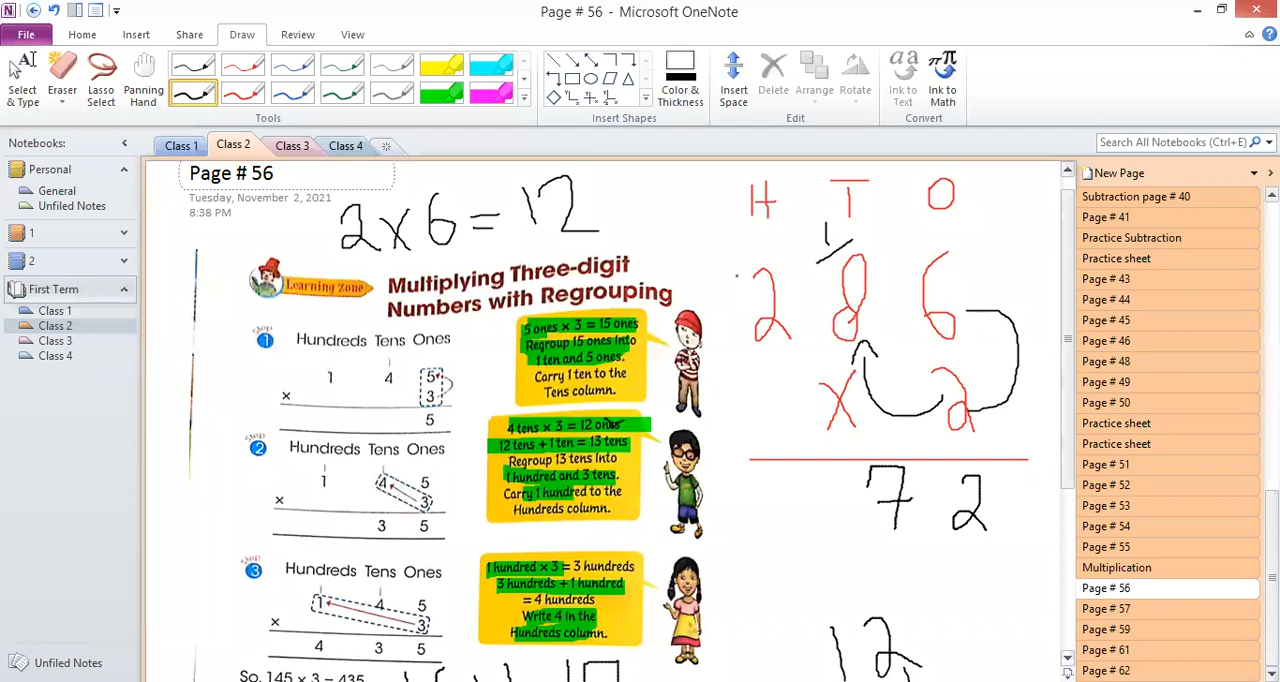 Page # 56 - Microsoft OneNote
File Home Insert Share Draw Review View
Select & Type
Eraser
Lasso Select
Panning Hand
Color & Thickness
Insert Space
Delete
Arrange
Rotate
Ink to Text
Ink to Math
Tools
Insert Shapes
Edit
Convert
Notebooks:
Personal
General
Unfiled Notes
1
2
First Term
Class 1
Class 2
Class 3
Class 4
Unfiled Notes
Class 1 Class 2 Class 3 Class 4
Search All Notebooks (Ctrl+E)
Page # 56
Tuesday, November 2, 2021
8:38 PM
2 x 6 = 12
Learning Zone
Multiplying Three-digit
Numbers with Regrouping
Step 1
Hundreds Tens Ones
1 4 5
× 3
5
5 ones × 3 = 15 ones
Regroup 15 ones into
1 ten and 5 ones.
Carry 1 ten to the
Tens column.
Step 2
Hundreds Tens Ones
1 4 5
× 3
3 5
4 tens × 3 = 12 ones
12 tens + 1 ten = 13 tens
Regroup 13 tens into
1 hundred and 3 tens.
Carry 1 hundred to the
Hundreds column.
Step 3
Hundreds Tens Ones
1 4 5
× 3
4 3 5
1 hundred × 3 = 3 hundreds
3 hundreds + 1 hundred
= 4 hundreds
Write 4 in the
Hundreds column.
So, 145 × 3 = 435
H T O
1
2 8 6
x 2
7 2
12
New Page
Subtraction page # 40
Page # 41
Practice Subtraction
Practice sheet
Page # 43
Page # 44
Page # 45
Page # 46
Page # 48
Page # 49
Page # 50
Practice sheet
Practice sheet
Page # 51
Page # 52
Page # 53
Page # 54
Page # 55
Multiplication
Page # 56
Page # 57
Page # 59
Page # 61
Page # 62